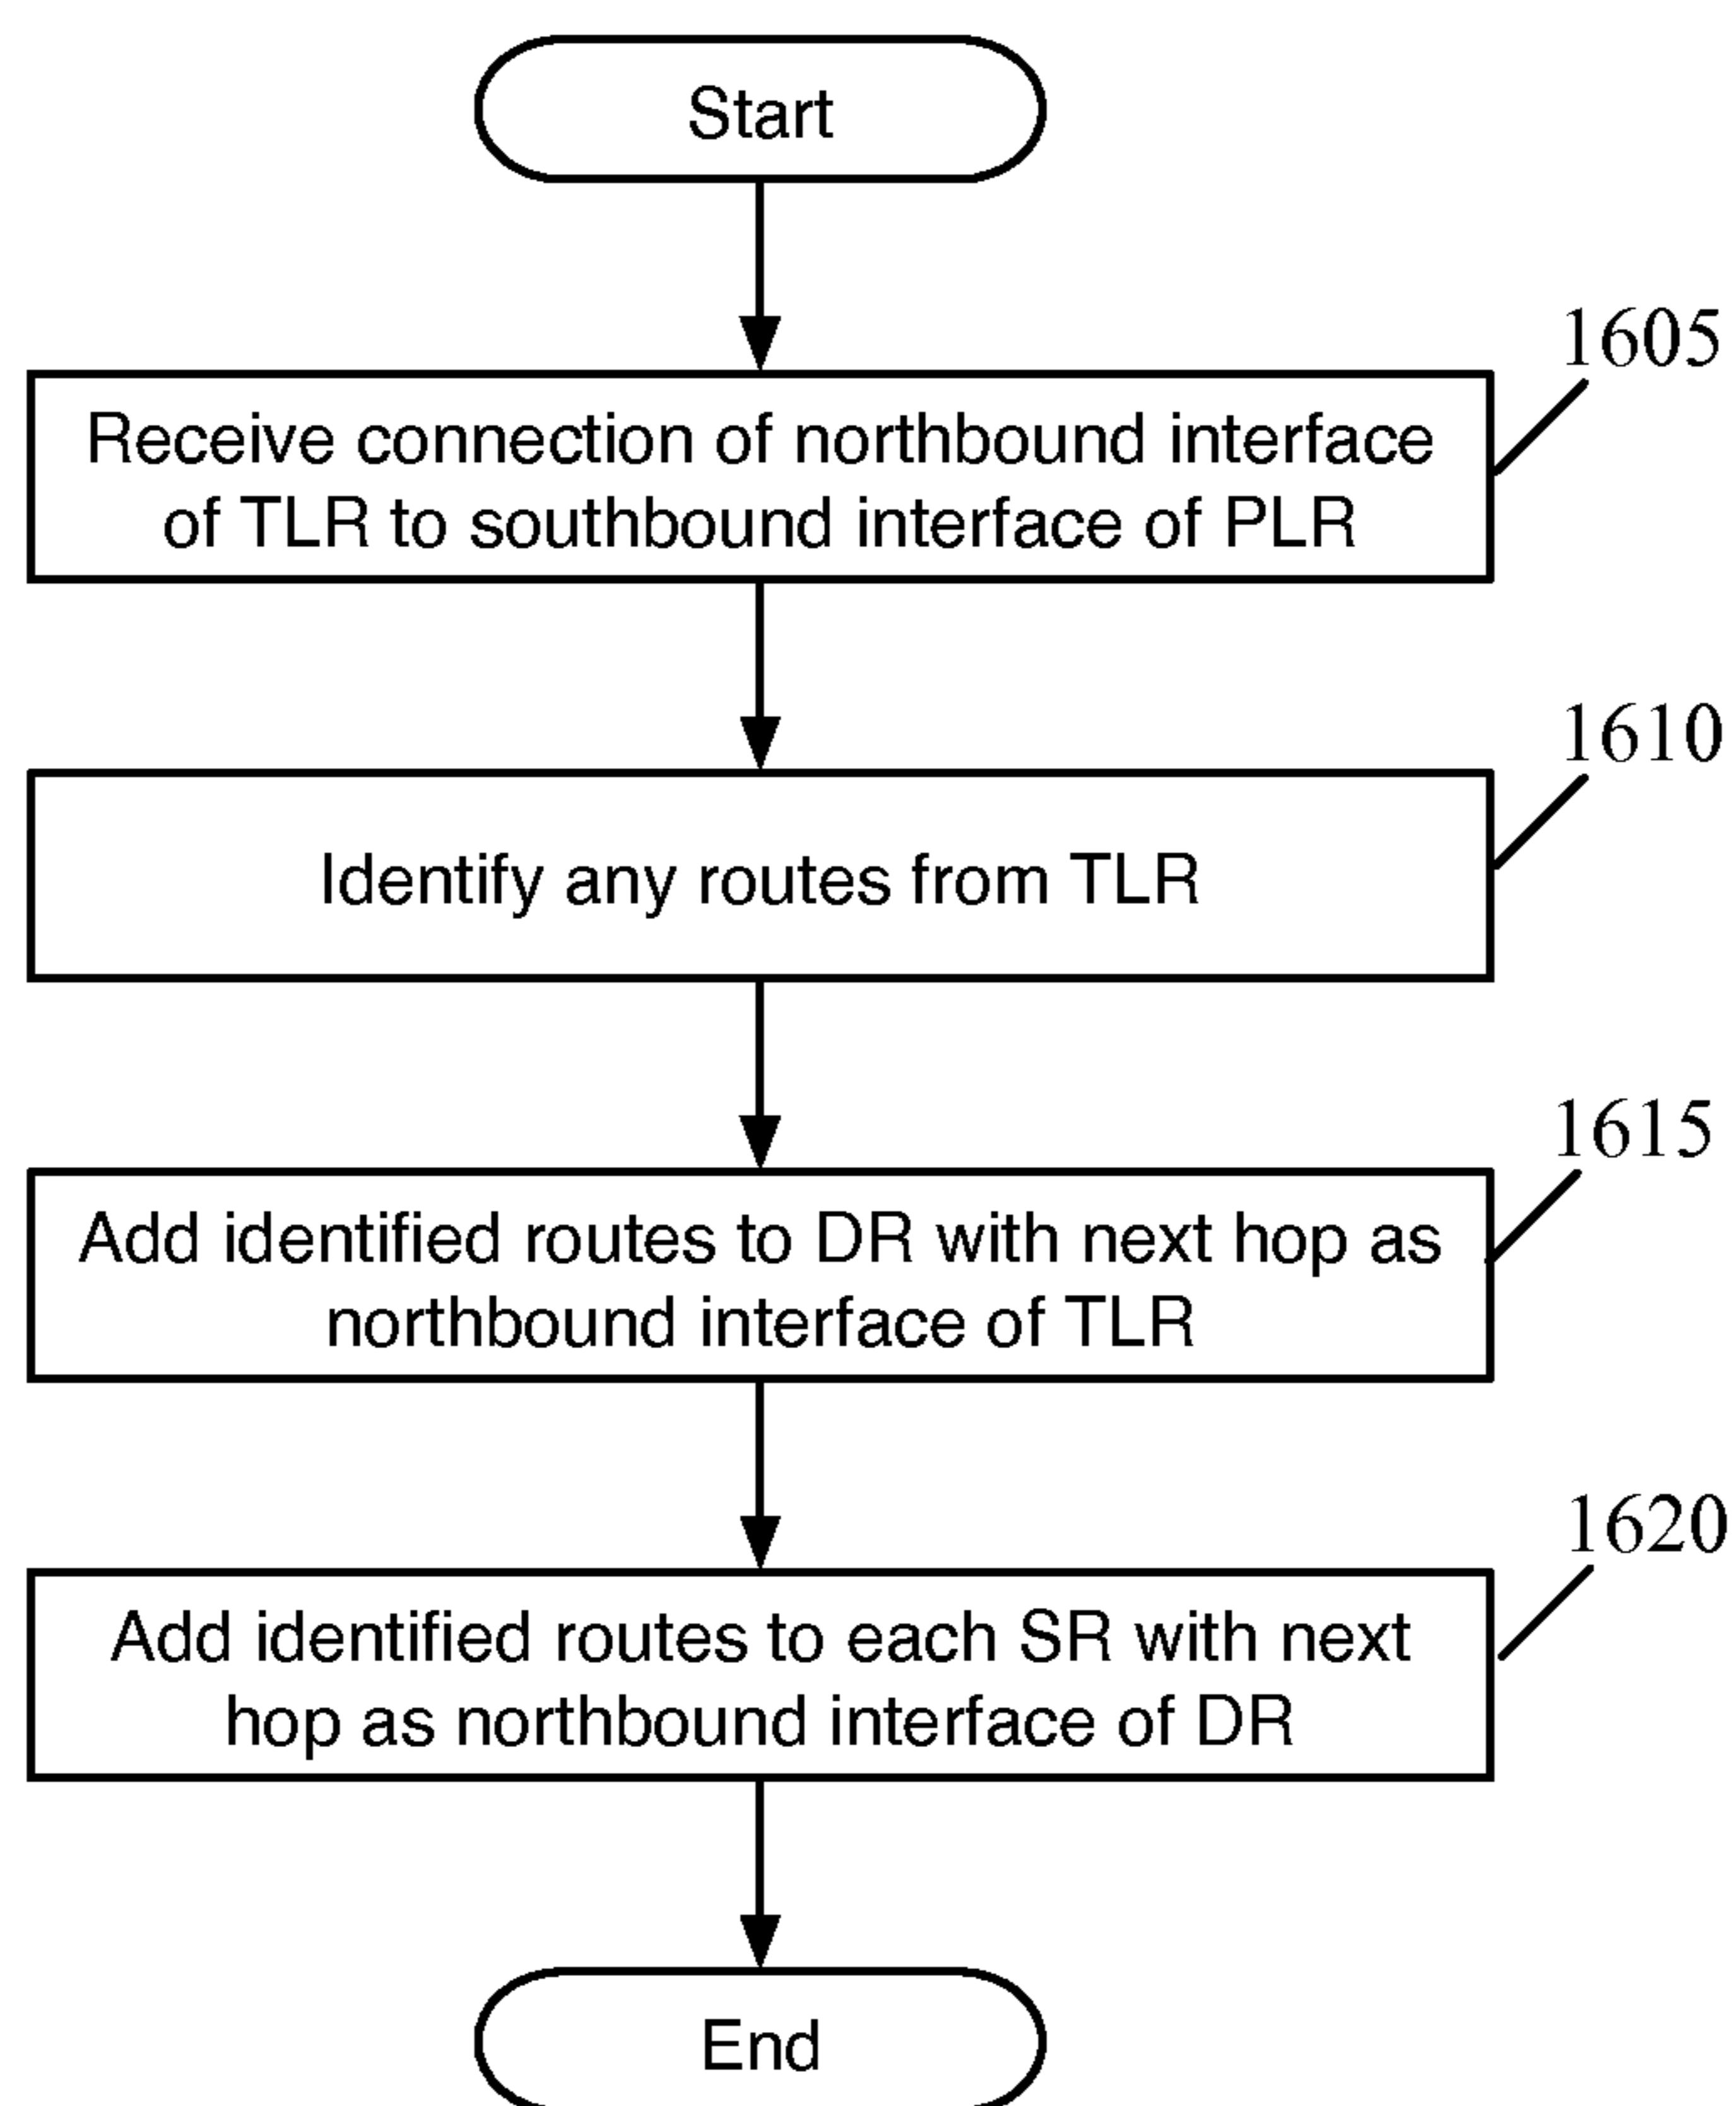 Start
1605
Receive connection of northbound interface
of TLR to southbound interface of PLR
1610
Identify any routes from TLR
1615
Add identified routes to DR with next hop as
northbound interface of TLR
1620
Add identified routes to each SR with next
hop as northbound interface of DR
End